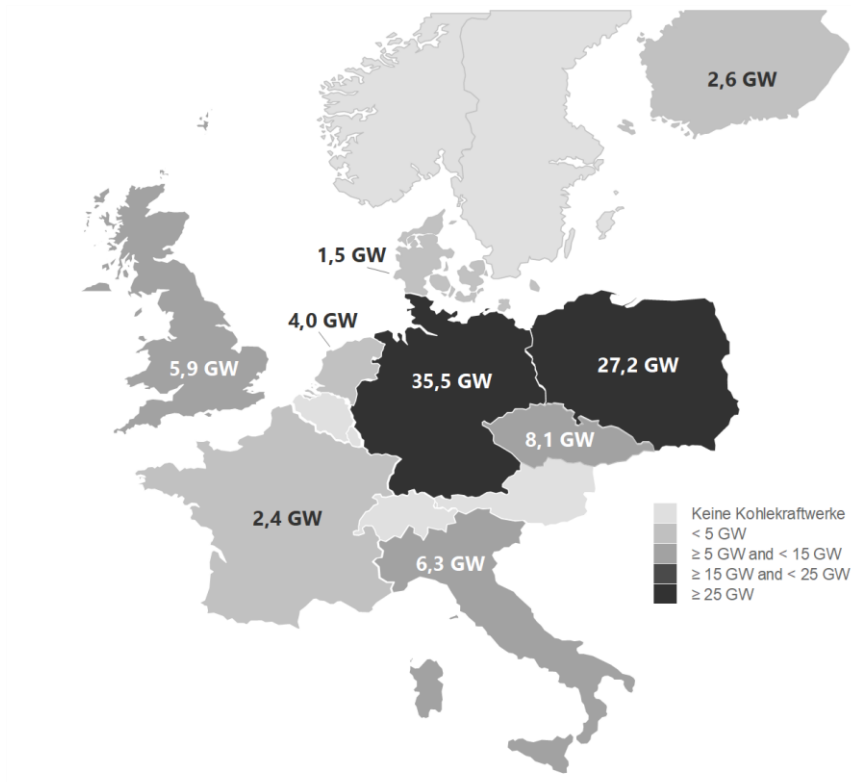 2,6 GW
1,5 GW
4,0 GW
5,9 GW
35,5 GW
27,2 GW
8,1 GW
2,4 GW
6,3 GW
Keine Kohlekraftwerke
< 5 GW
≥ 5 GW and < 15 GW
≥ 15 GW and < 25 GW
≥ 25 GW